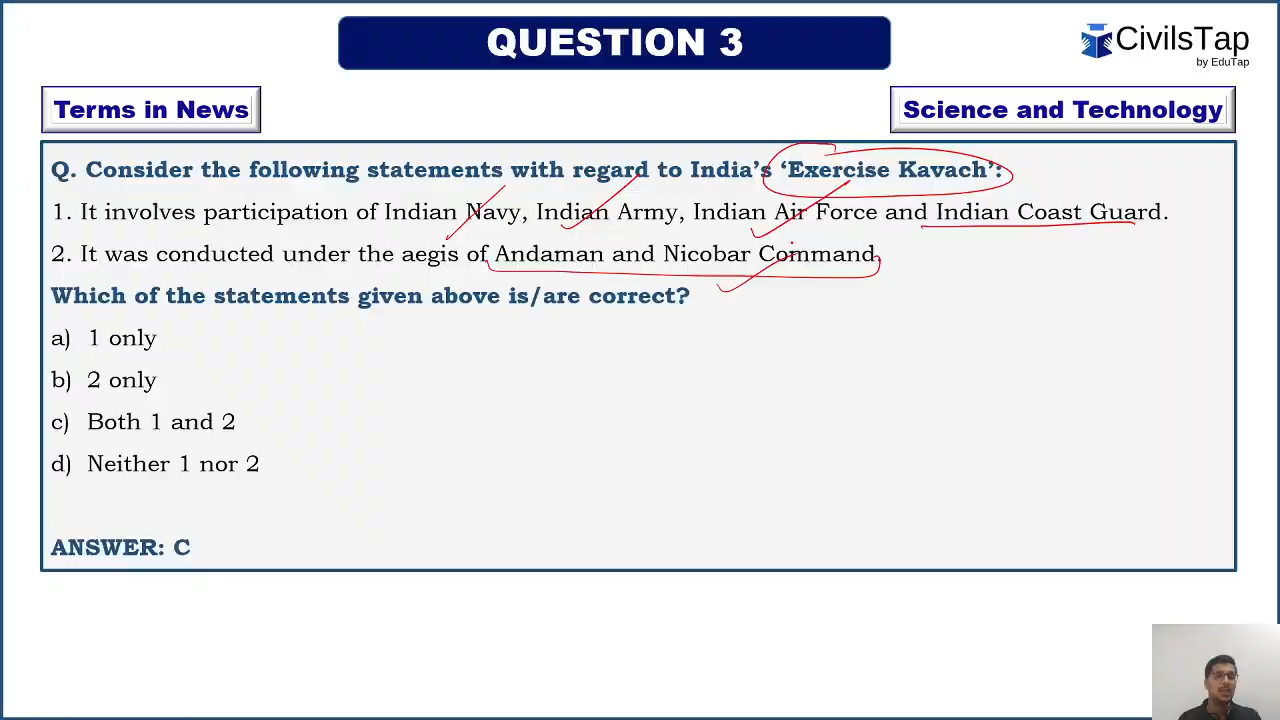 QUESTION 3
CivilsTap
by EduTap
Terms in News
Science and Technology
Q. Consider the following statements with regard to India’s ‘Exercise Kavach’:
1. It involves participation of Indian Navy, Indian Army, Indian Air Force and Indian Coast Guard.
2. It was conducted under the aegis of Andaman and Nicobar Command.
Which of the statements given above is/are correct?
a) 1 only
b) 2 only
c) Both 1 and 2
d) Neither 1 nor 2
ANSWER: C